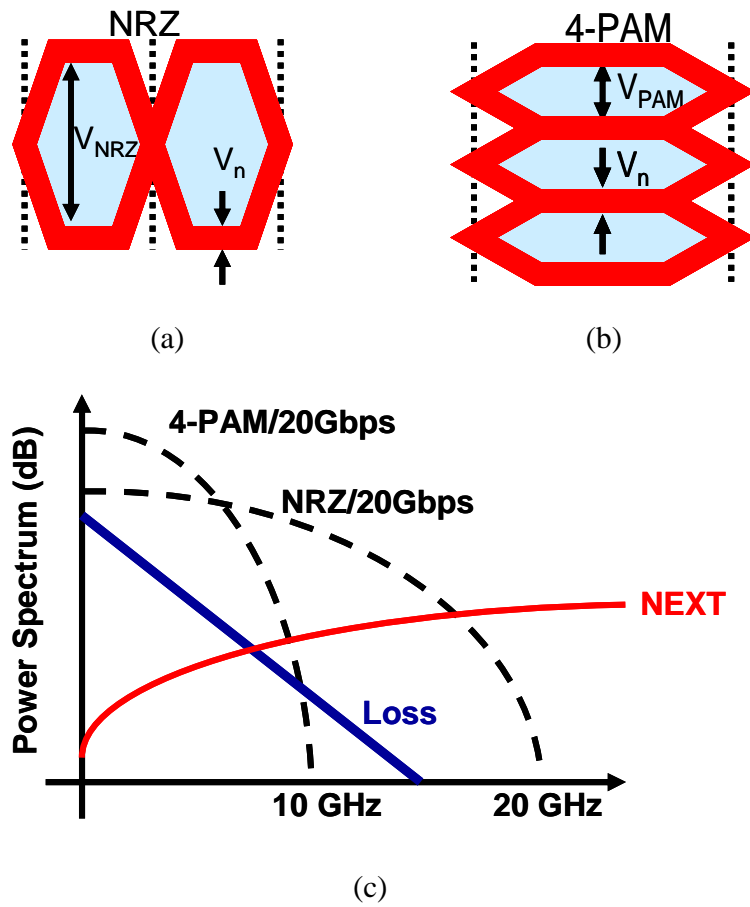 NRZ
4-PAM
V_NRZ
V_n
V_PAM
V_n
(a)
(b)
Power Spectrum (dB)
4-PAM/20Gbps
NRZ/20Gbps
NEXT
Loss
10 GHz
20 GHz
(c)